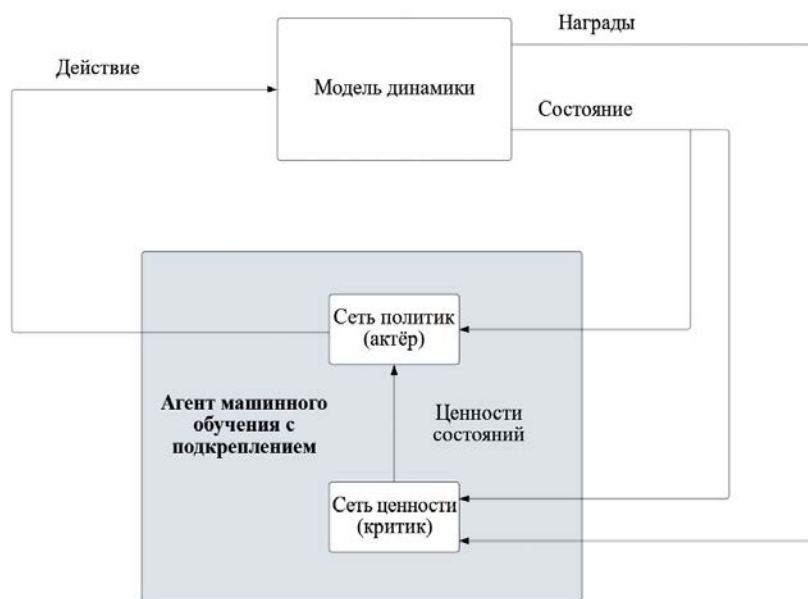 Награды
Действие
Модель динамики
Состояние
Сеть политик
(актёр)
Агент машинного
обучения с
подкреплением
Ценности
состояний
Сеть ценности
(критик)